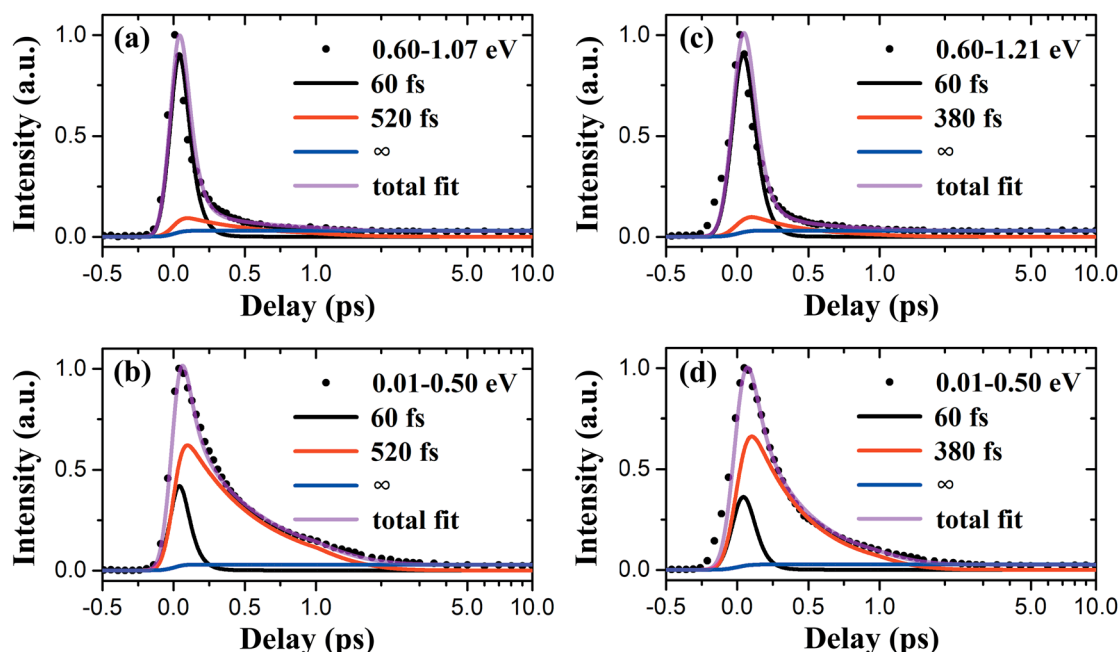 (a)
0.60-1.07 eV
60 fs
520 fs
∞
total fit
Intensity (a.u.)
1.0
0.5
0.0
-0.5 0.0 0.5 1.0 5.0 10.0
Delay (ps)
(c)
0.60-1.21 eV
60 fs
380 fs
∞
total fit
Intensity (a.u.)
1.0
0.5
0.0
-0.5 0.0 0.5 1.0 5.0 10.0
Delay (ps)
(b)
0.01-0.50 eV
60 fs
520 fs
∞
total fit
Intensity (a.u.)
1.0
0.5
0.0
-0.5 0.0 1.0 5.0 10.0
Delay (ps)
(d)
0.01-0.50 eV
60 fs
380 fs
∞
total fit
Intensity (a.u.)
1.0
0.5
0.0
-0.5 0.0 1.0 5.0 10.0
Delay (ps)